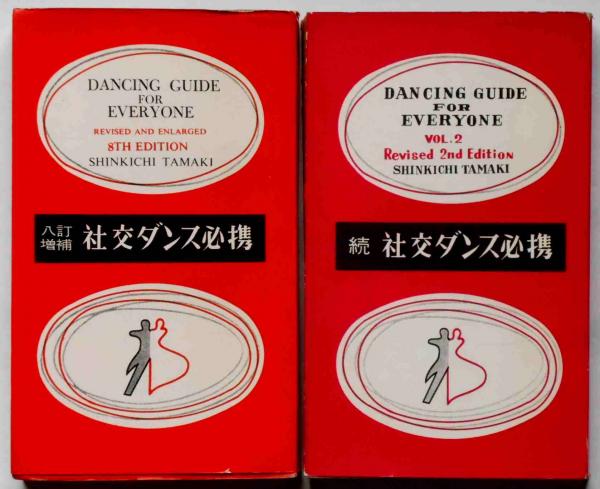 DANCING GUIDE
FOR
EVERYONE
REVISED AND ENLARGED
8TH EDITION
SHINKICHI TAMAKI
八訂
増補
社交ダンス必携
DANCING GUIDE
FOR
EVERYONE
VOL.2
Revised 2nd Edition
SHINKICHI TAMAKI
続 社交ダンス必携